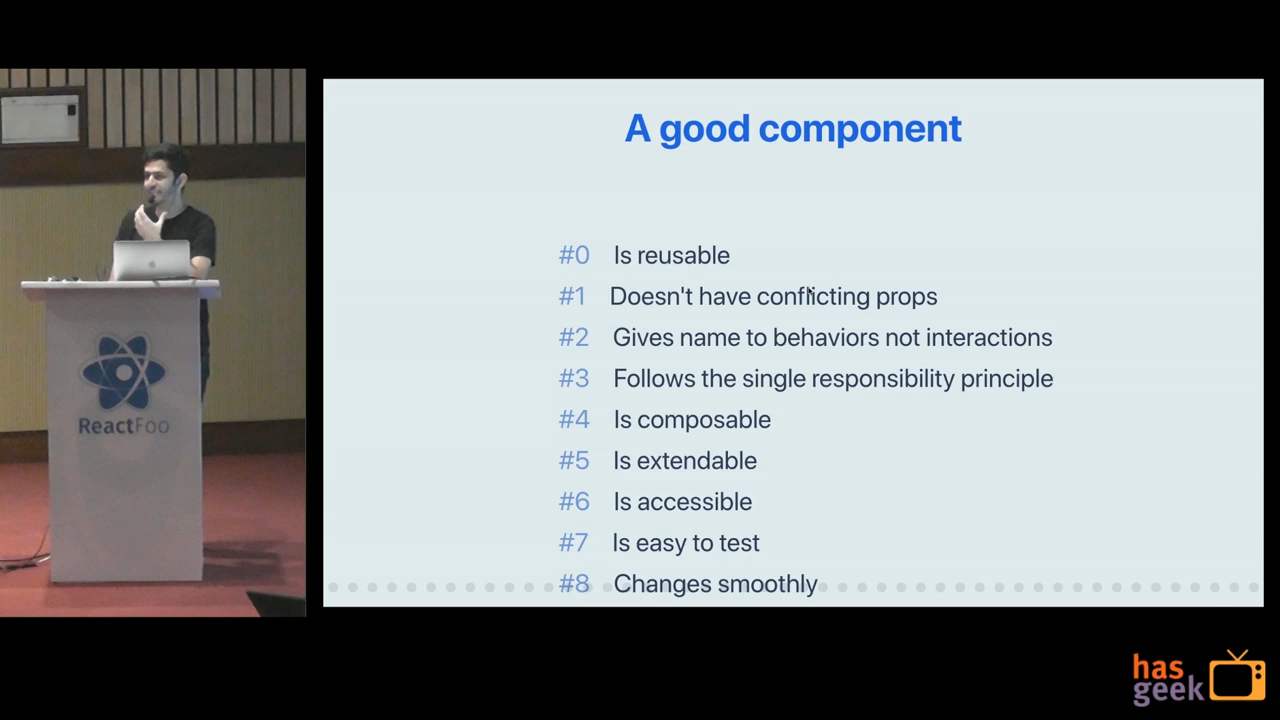 A good component
#0 Is reusable
#1 Doesn't have conflicting props
#2 Gives name to behaviors not interactions
#3 Follows the single responsibility principle
#4 Is composable
#5 Is extendable
#6 Is accessible
#7 Is easy to test
#8 Changes smoothly
ReactFoo
has
geek